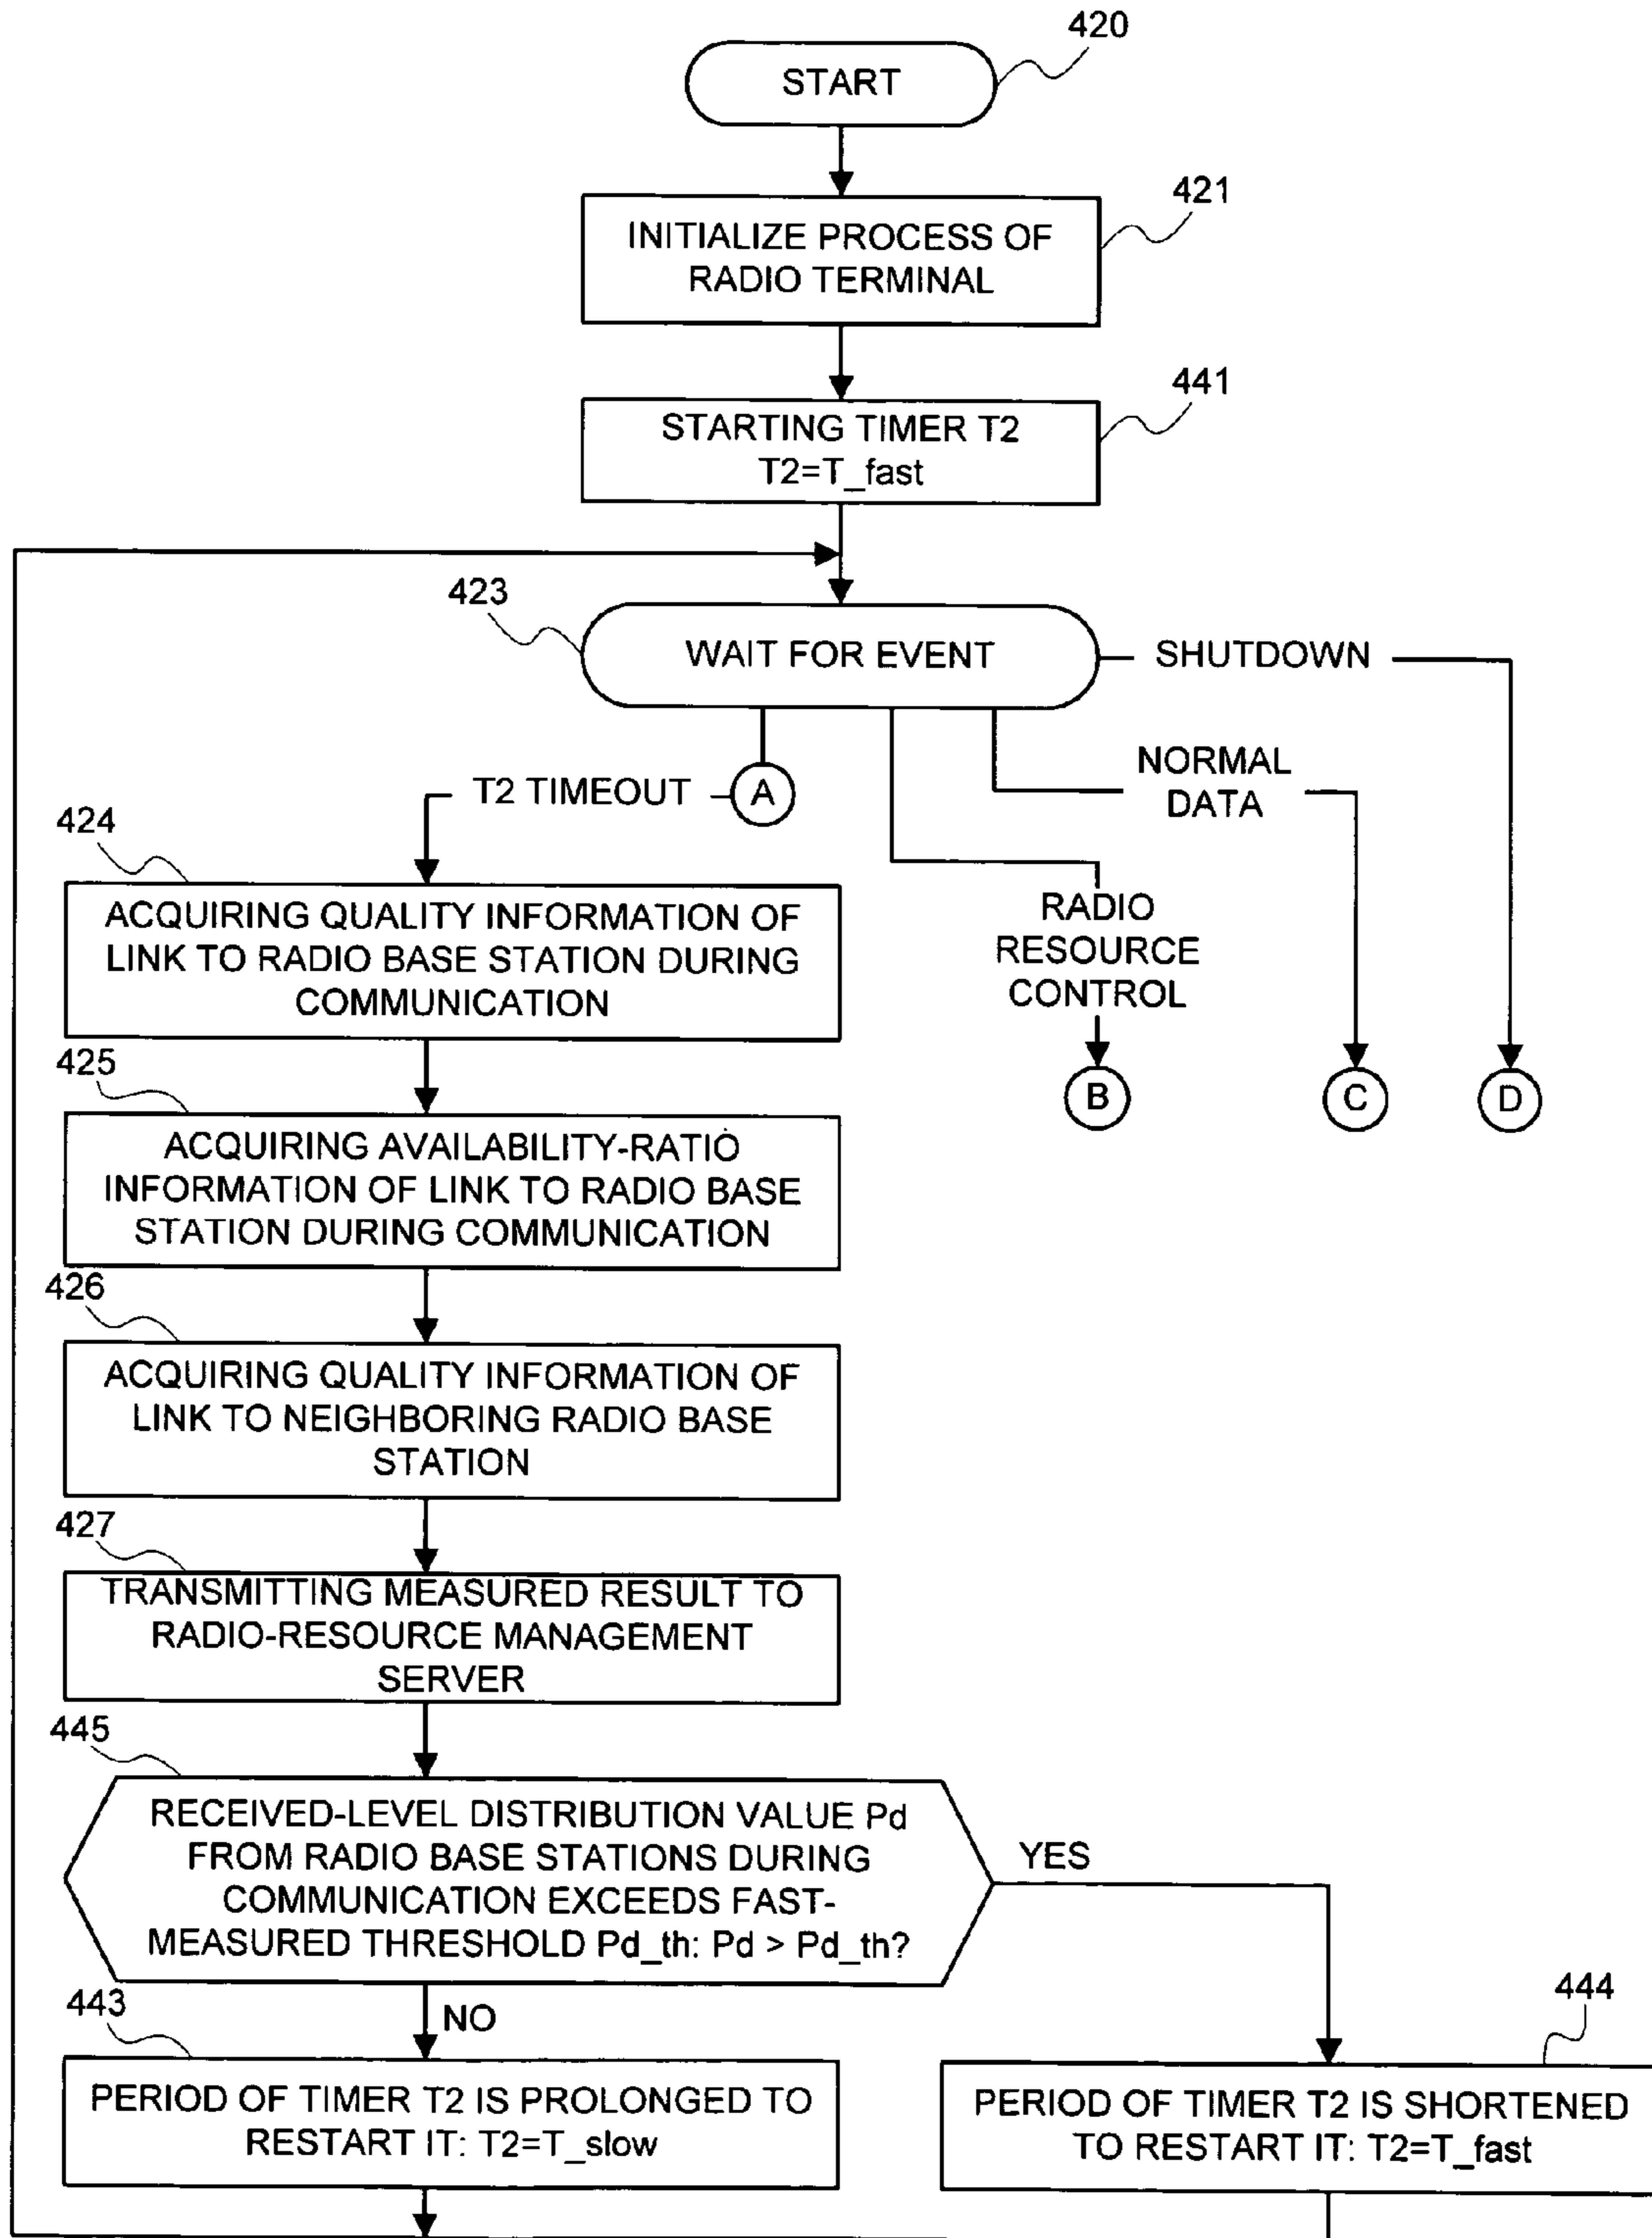 420
START
421
INITIALIZE PROCESS OF
RADIO TERMINAL
441
STARTING TIMER T2
T2=T_fast
423
WAIT FOR EVENT
SHUTDOWN
NORMAL
DATA
T2 TIMEOUT
A
424
ACQUIRING QUALITY INFORMATION OF
LINK TO RADIO BASE STATION DURING
COMMUNICATION
RADIO
RESOURCE
CONTROL
B
C
D
425
ACQUIRING AVAILABILITY-RATIO
INFORMATION OF LINK TO RADIO BASE
STATION DURING COMMUNICATION
426
ACQUIRING QUALITY INFORMATION OF
LINK TO NEIGHBORING RADIO BASE
STATION
427
TRANSMITTING MEASURED RESULT TO
RADIO-RESOURCE MANAGEMENT
SERVER
445
RECEIVED-LEVEL DISTRIBUTION VALUE Pd
FROM RADIO BASE STATIONS DURING
COMMUNICATION EXCEEDS FAST-
MEASURED THRESHOLD Pd_th: Pd > Pd_th?
YES
NO
443
PERIOD OF TIMER T2 IS PROLONGED TO
RESTART IT: T2=T_slow
444
PERIOD OF TIMER T2 IS SHORTENED
TO RESTART IT: T2=T_fast